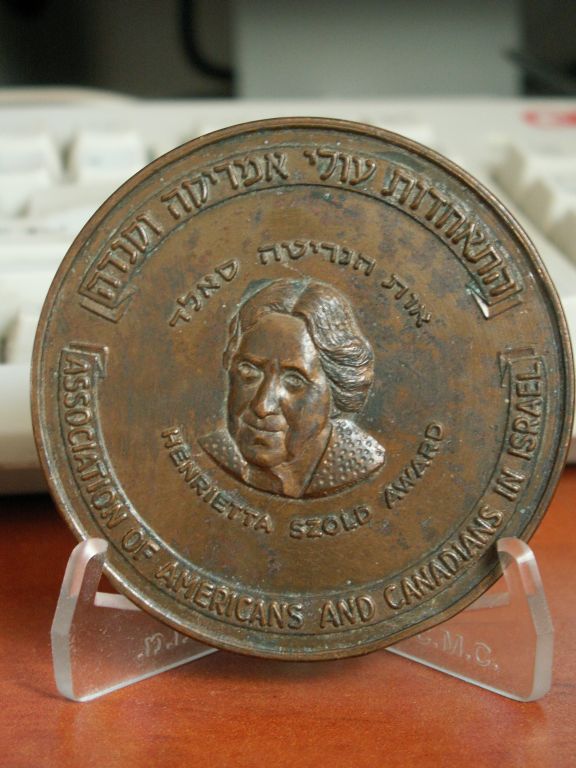 התאחדות עולי אמריקה וקנדה
אות הנריטה סאלד
HENRIETTA SZOLD AWARD
ASSOCIATION OF AMERICANS AND CANADIANS IN ISRAEL
C.M.C.